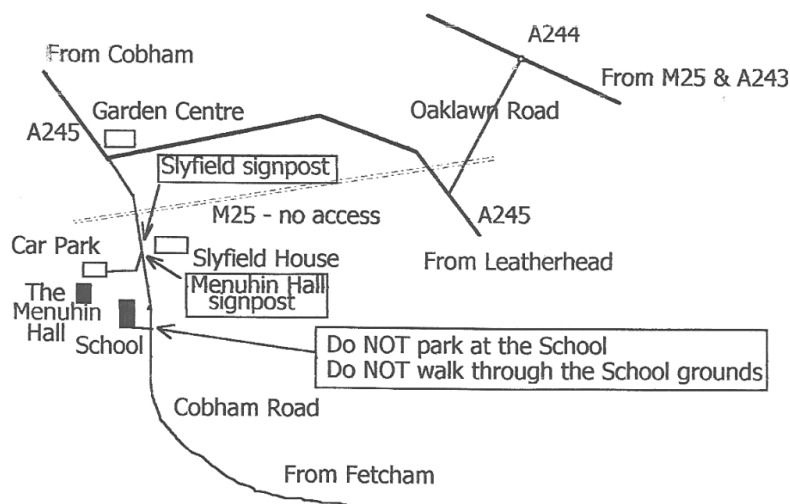 A244
From Cobham
From M25 & A243
Garden Centre
Oaklawn Road
A245
Slyfield signpost
M25 - no access
A245
Car Park
Slyfield House
From Leatherhead
Menuhin Hall
signpost
The
Menuhin
Hall
School
Do NOT park at the School
Do NOT walk through the School grounds
Cobham Road
From Fetcham